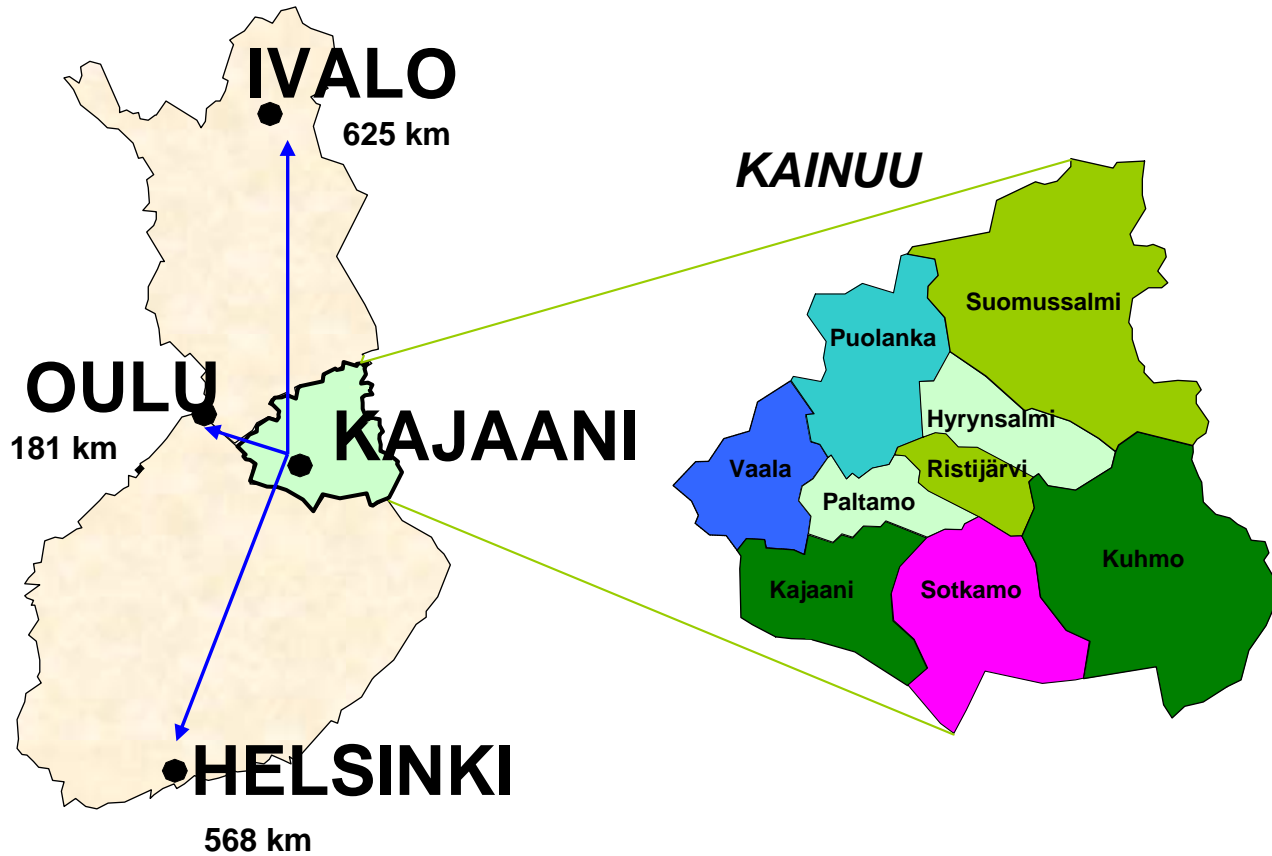 IVALO
625 km
OULU
181 km
KAJAANI
HELSINKI
568 km
KAINUU
Suomussalmi
Puolanka
Hyrynsalmi
Vaala
Ristijärvi
Paltamo
Kuhmo
Kajaani
Sotkamo